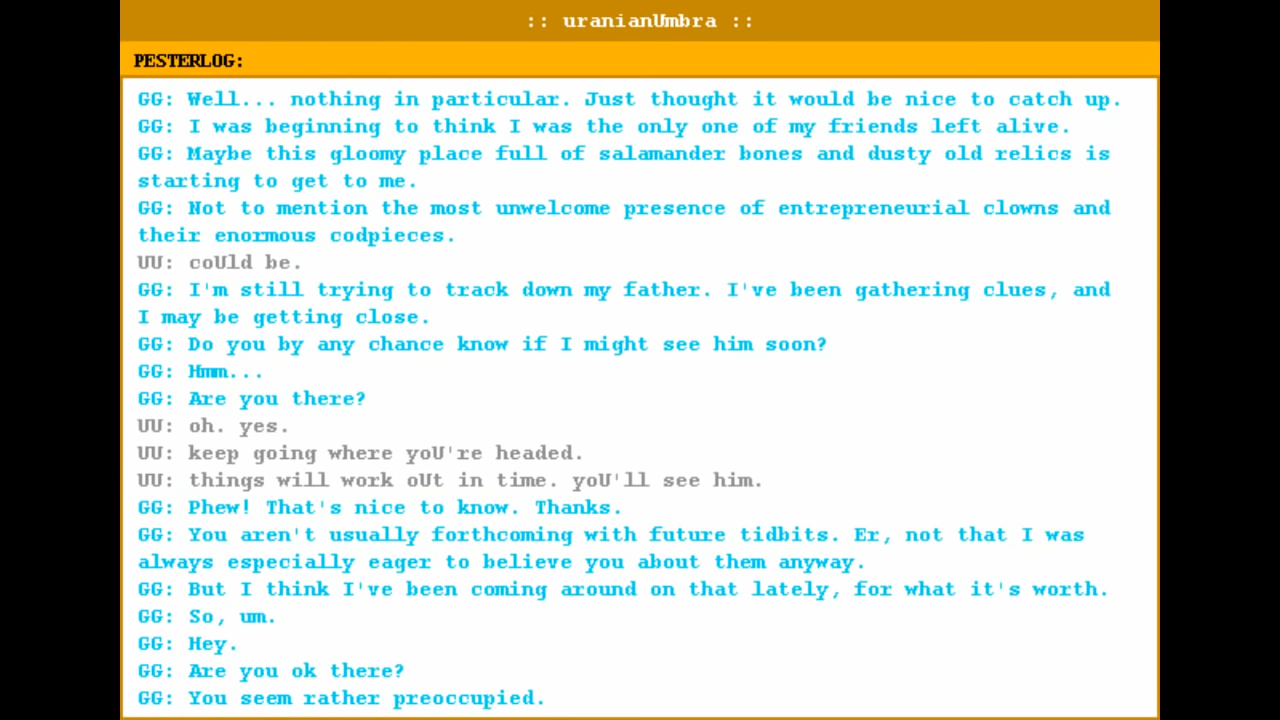 :: uranianUmbra ::
PESTERLOG:
GG: Well... nothing in particular. Just thought it would be nice to catch up.
GG: I was beginning to think I was the only one of my friends left alive.
GG: Maybe this gloomy place full of salamander bones and dusty old relics is
starting to get to me.
GG: Not to mention the most unwelcome presence of entrepreneurial clowns and
their enormous codpieces.
UU: coUld be.
GG: I'm still trying to track down my father. I've been gathering clues, and
I may be getting close.
GG: Do you by any chance know if I might see him soon?
GG: Hmm...
GG: Are you there?
UU: oh. yes.
UU: keep going where yoU're headed.
UU: things will work oUt in time. yoU'll see him.
GG: Phew! That's nice to know. Thanks.
GG: You aren't usually forthcoming with future tidbits. Er, not that I was
always especially eager to believe you about them anyway.
GG: But I think I've been coming around on that lately, for what it's worth.
GG: So, um.
GG: Hey.
GG: Are you ok there?
GG: You seem rather preoccupied.